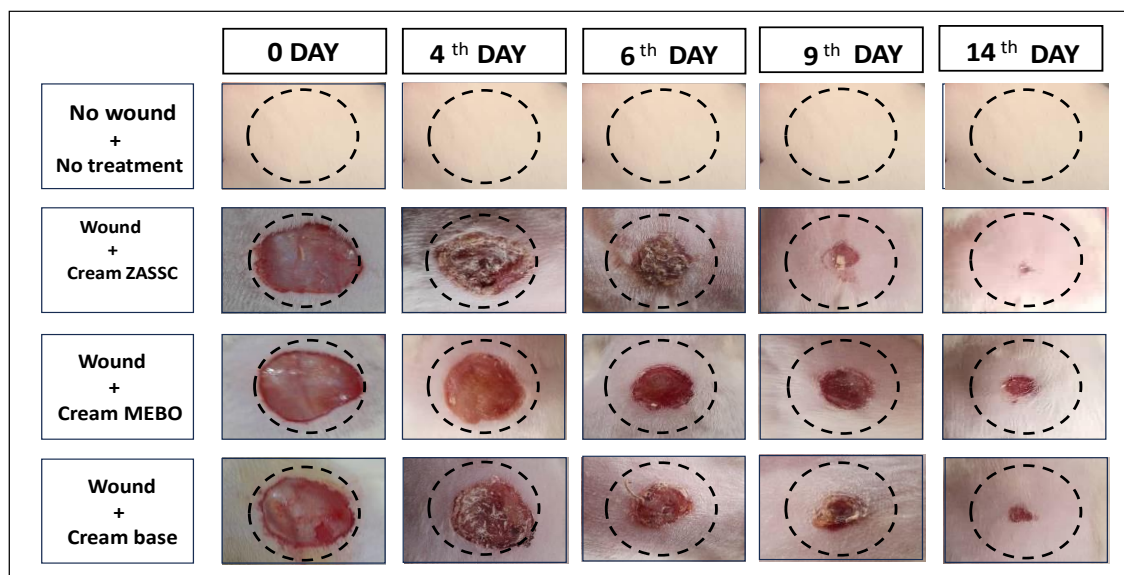 0 DAY
4 th DAY
6 th DAY
9 th DAY
14 th DAY
No wound
+
No treatment
Wound
+
Cream ZASSC
Wound
+
Cream MEBO
Wound
+
Cream base